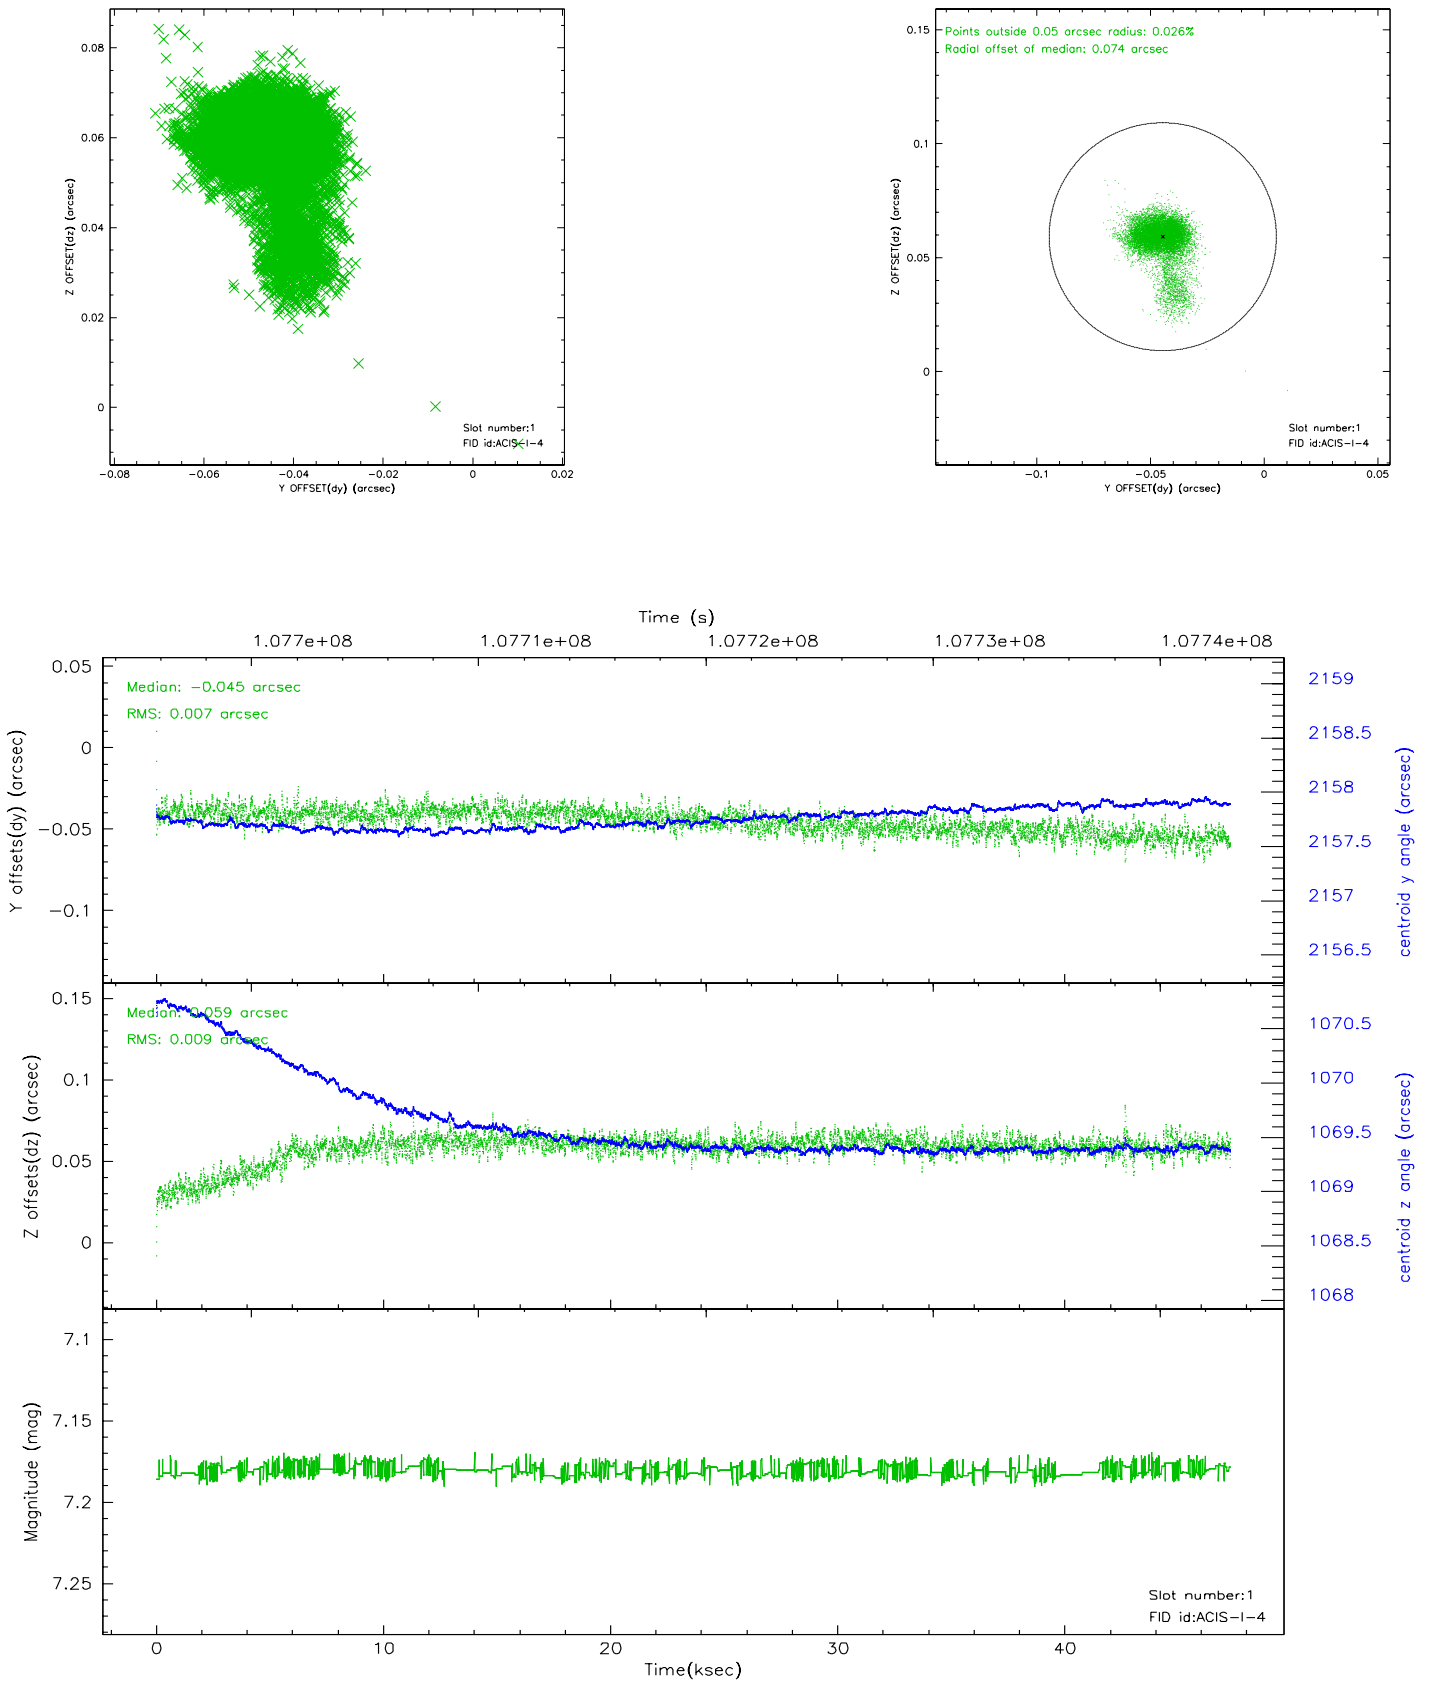 0.08
0.06
0.04
0.02
0
Z OFFSET(dz) (arcsec)
−0.08 −0.06 −0.04 −0.02 0 0.02
Y OFFSET(dy) (arcsec)
Slot number:1
FID id:ACIS−I−4
Points outside 0.05 arcsec radius: 0.026%
Radial offset of median: 0.074 arcsec
0.15
0.1
0.05
0
Z OFFSET(dz) (arcsec)
−0.1 −0.05 0 0.05
Y OFFSET(dy) (arcsec)
Slot number:1
FID id:ACIS−I−4
Time (s)
1.077e+08 1.0771e+08 1.0772e+08 1.0773e+08 1.0774e+08
0.05
0
−0.05
−0.1
Y offsets(dy) (arcsec)
Median: −0.045 arcsec
RMS: 0.007 arcsec
2159
2158.5
2158
2157.5
2157
2156.5
centroid y angle (arcsec)
0.15
0.1
0.05
0
Z offsets(dz) (arcsec)
Median: 0.059 arcsec
RMS: 0.009 arcsec
1070.5
1070
1069.5
1069
1068.5
1068
centroid z angle (arcsec)
7.1
7.15
7.2
7.25
Magnitude (mag)
Slot number:1
FID id:ACIS−I−4
0 10 20 30 40
Time(ksec)